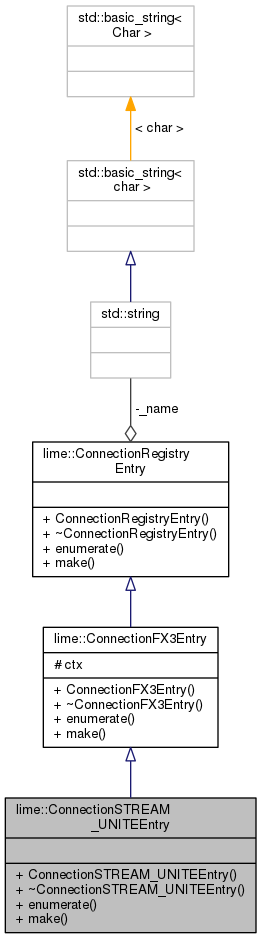 std::basic_string<
Char >
< char >
std::basic_string<
char >
std::string
-_name
lime::ConnectionRegistry
Entry
+ ConnectionRegistryEntry()
+ ~ConnectionRegistryEntry()
+ enumerate()
+ make()
lime::ConnectionFX3Entry
# ctx
+ ConnectionFX3Entry()
+ ~ConnectionFX3Entry()
+ enumerate()
+ make()
lime::ConnectionSTREAM
_UNITEEntry
+ ConnectionSTREAM_UNITEEntry()
+ ~ConnectionSTREAM_UNITEEntry()
+ enumerate()
+ make()